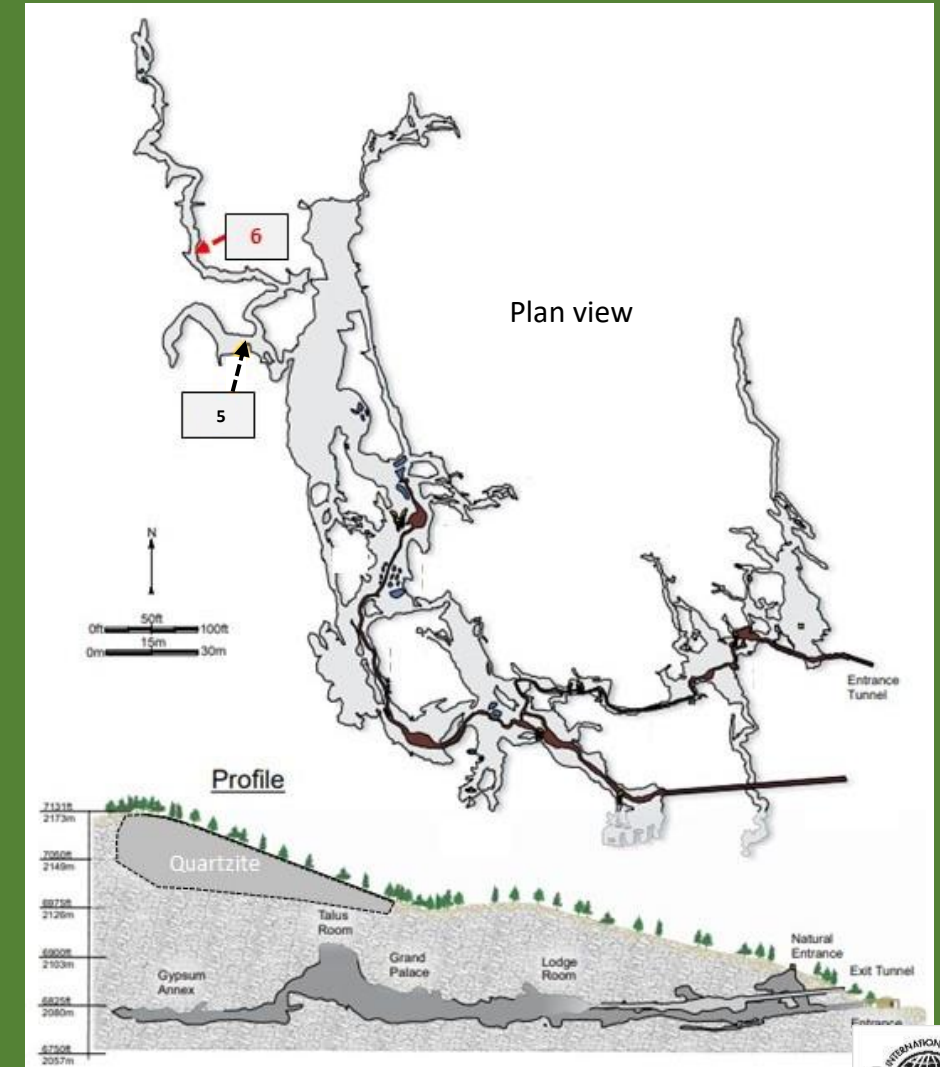 6
Plan view
5
N
50ft
0ft
100ft
15m
0m
30m
Entrance
Tunnel
Profile
7131ft
2173m
Quartzite
7050ft
2149m
6975ft
2126m
Talus
Room
6900ft
2103m
Grand
Palace
Lodge
Room
Natural
Entrance
Gypsum
Annex
Exit Tunnel
6825ft
2080m
Entrance
6750ft
2057m
INTERNATION